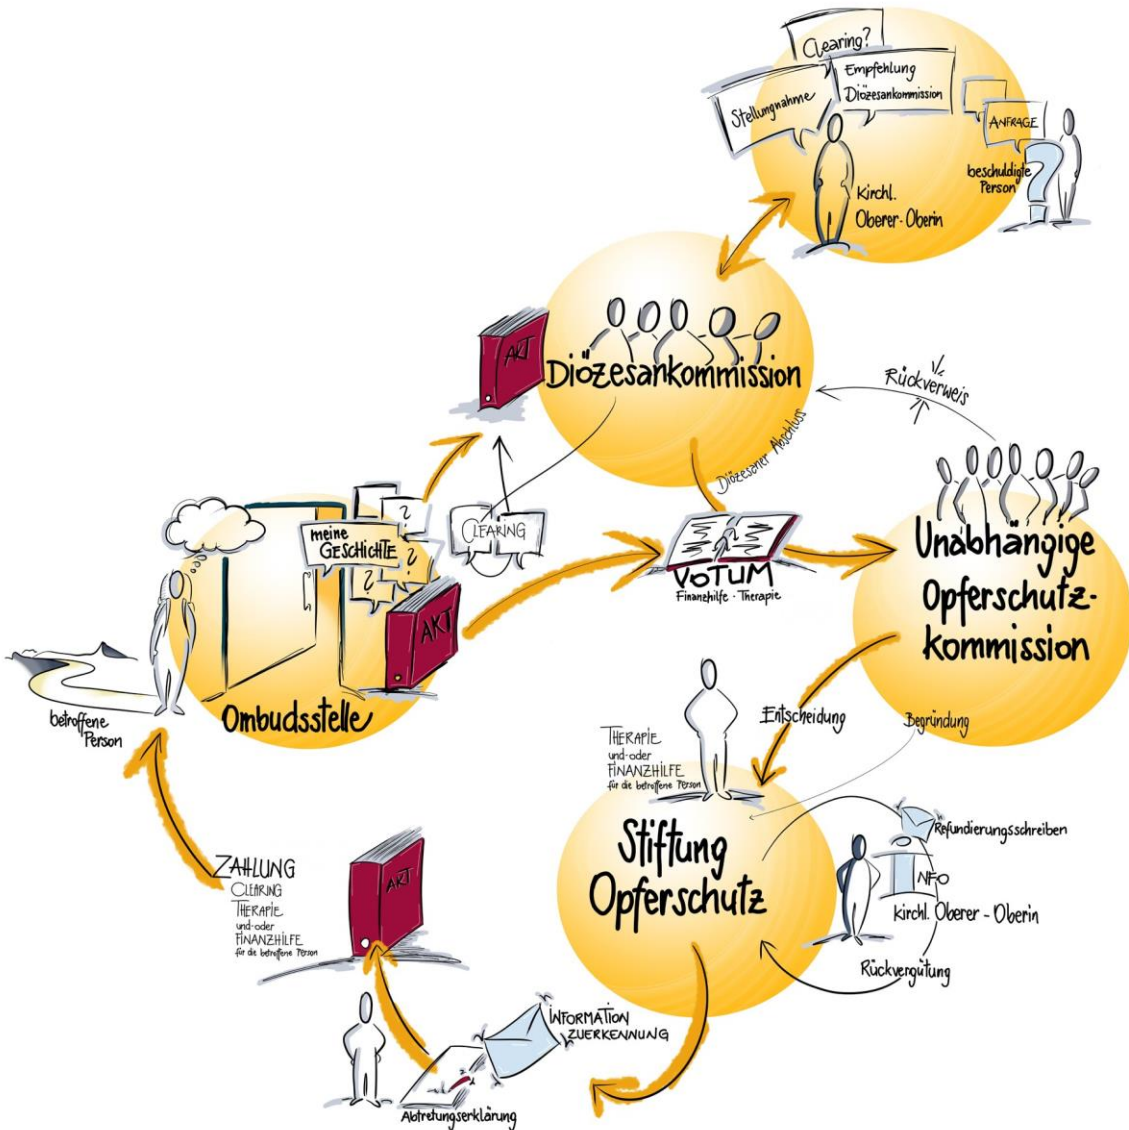 Clearing?
Empfehlung
Diözesankommission
Stellungnahme
ANFRAGE
beschuldigte
Person
Kirchl.
Oberer-Oberin
AKT
Diözesankommission
Rückverweis
Diözesaner Abschluss
CLEARING
meine
GESCHICHTE
?
?
?
AKT
VOTUM
Finanzhilfe - Therapie
Unabhängige
Opferschutz-
kommission
Ombudsstelle
betroffene
Person
Entscheidung
Begründung
THERAPIE
und-oder
FINANZHILFE
für die betroffene Person
Stiftung
Opferschutz
Refundierungsschreiben
INFO
kirchl. Oberer - Oberin
Rückvergütung
ZAHLUNG
CLEARING
THERAPIE
und-oder
FINANZHILFE
für die betroffene Person
AKT
INFORMATION
ZUERKENNUNG
Abtretungserklärung